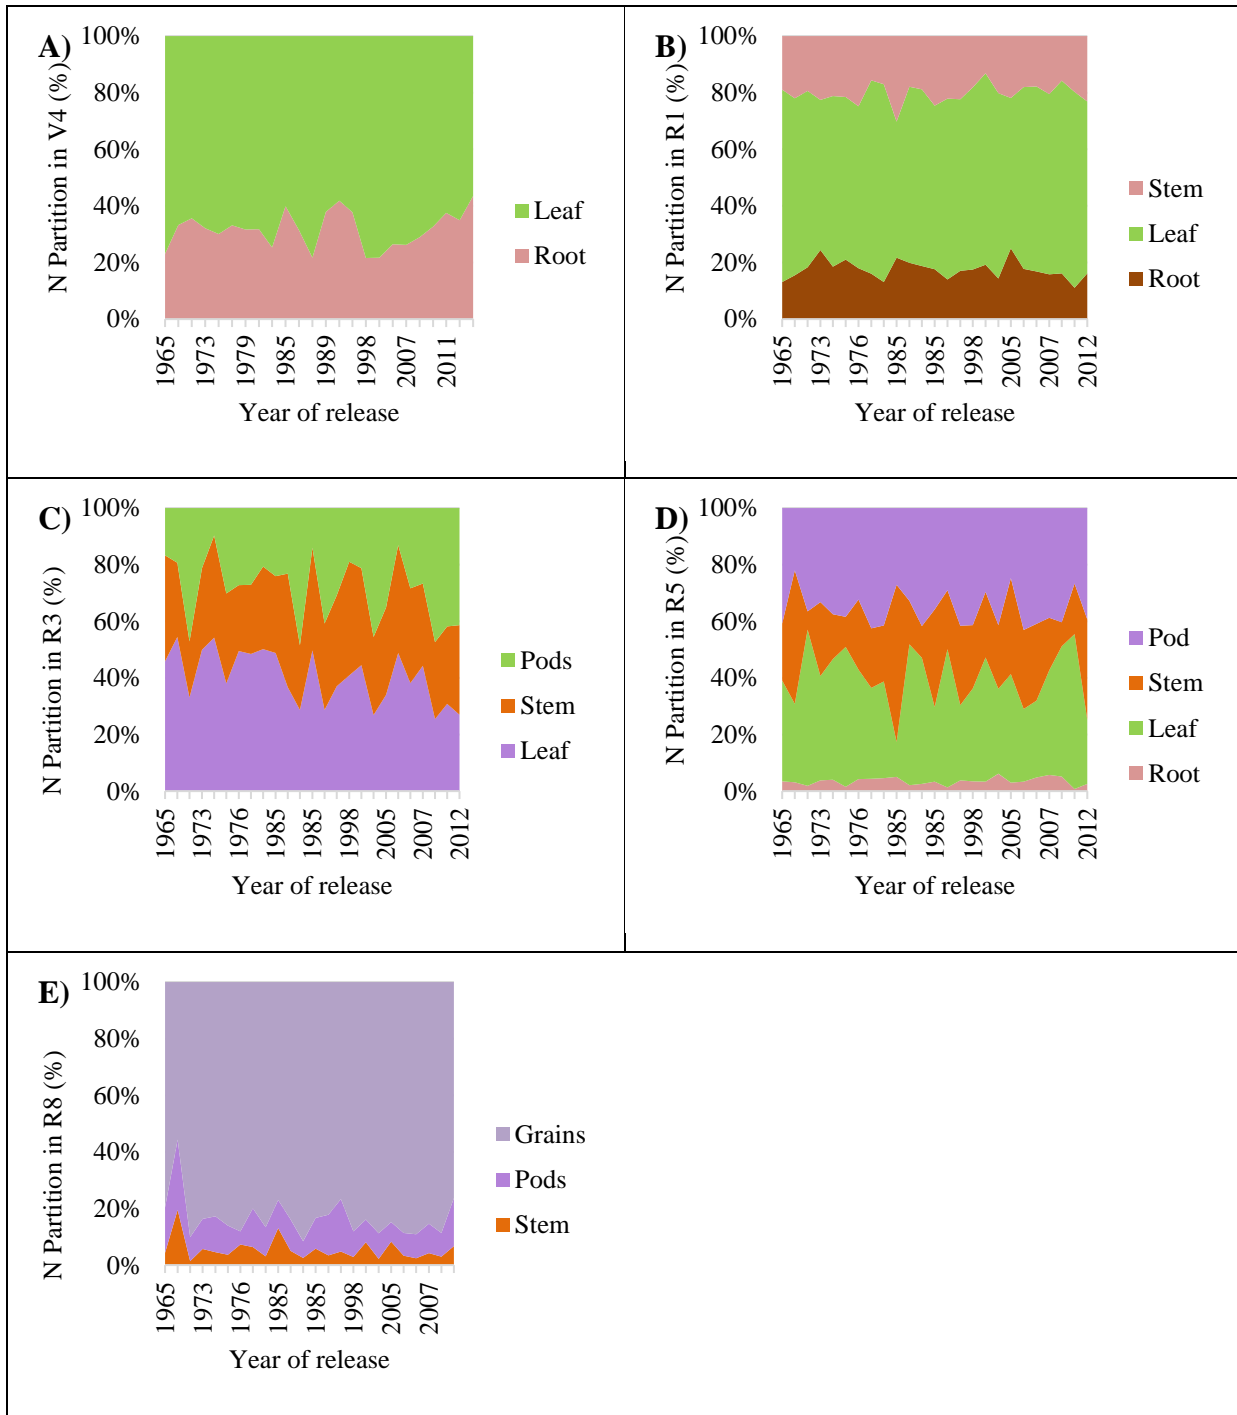 A)
N Partition in V4 (%)
100%
80%
60%
40%
20%
0%
1965
1973
1979
1985
1989
1998
2007
2011
Year of release
Leaf
Root
B)
N Partition in R1 (%)
100%
80%
60%
40%
20%
0%
1965
1973
1976
1985
1985
1998
2005
2007
2012
Year of release
Stem
Leaf
Root
C)
N Partition in R3 (%)
100%
80%
60%
40%
20%
0%
1965
1973
1976
1985
1985
1998
2005
2007
2012
Year of release
Pods
Stem
Leaf
D)
N Partition in R5 (%)
100%
80%
60%
40%
20%
0%
1965
1973
1976
1985
1985
1998
2005
2007
2012
Year of release
Pod
Stem
Leaf
Root
E)
N Partition in R8 (%)
100%
80%
60%
40%
20%
0%
1965
1973
1976
1985
1985
1998
2005
2007
Year of release
Grains
Pods
Stem